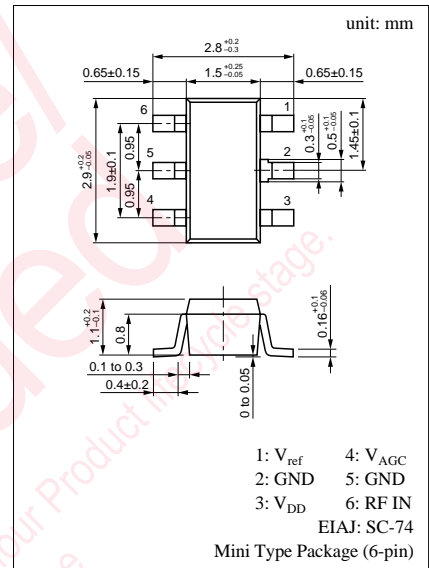 unit: mm
2.8 +0.2 -0.3
0.65±0.15 1.5 +0.25 -0.05 0.65±0.15
6 1
5 2
4 3
2.9 +0.2 -0.05
1.9±0.1
0.95
0.95
0.3 +0.1 -0.05
0.5 +0.1 -0.05
1.45±0.1
1.1 +0.2 -0.1
0.8
0.16 +0.1 -0.06
0.1 to 0.3
0.4±0.2
0 to 0.05
1: Vref 4: VAGC
2: GND 5: GND
3: VDD 6: RF IN
EIAJ: SC-74
Mini Type Package (6-pin)
our Product lifecycle stage.